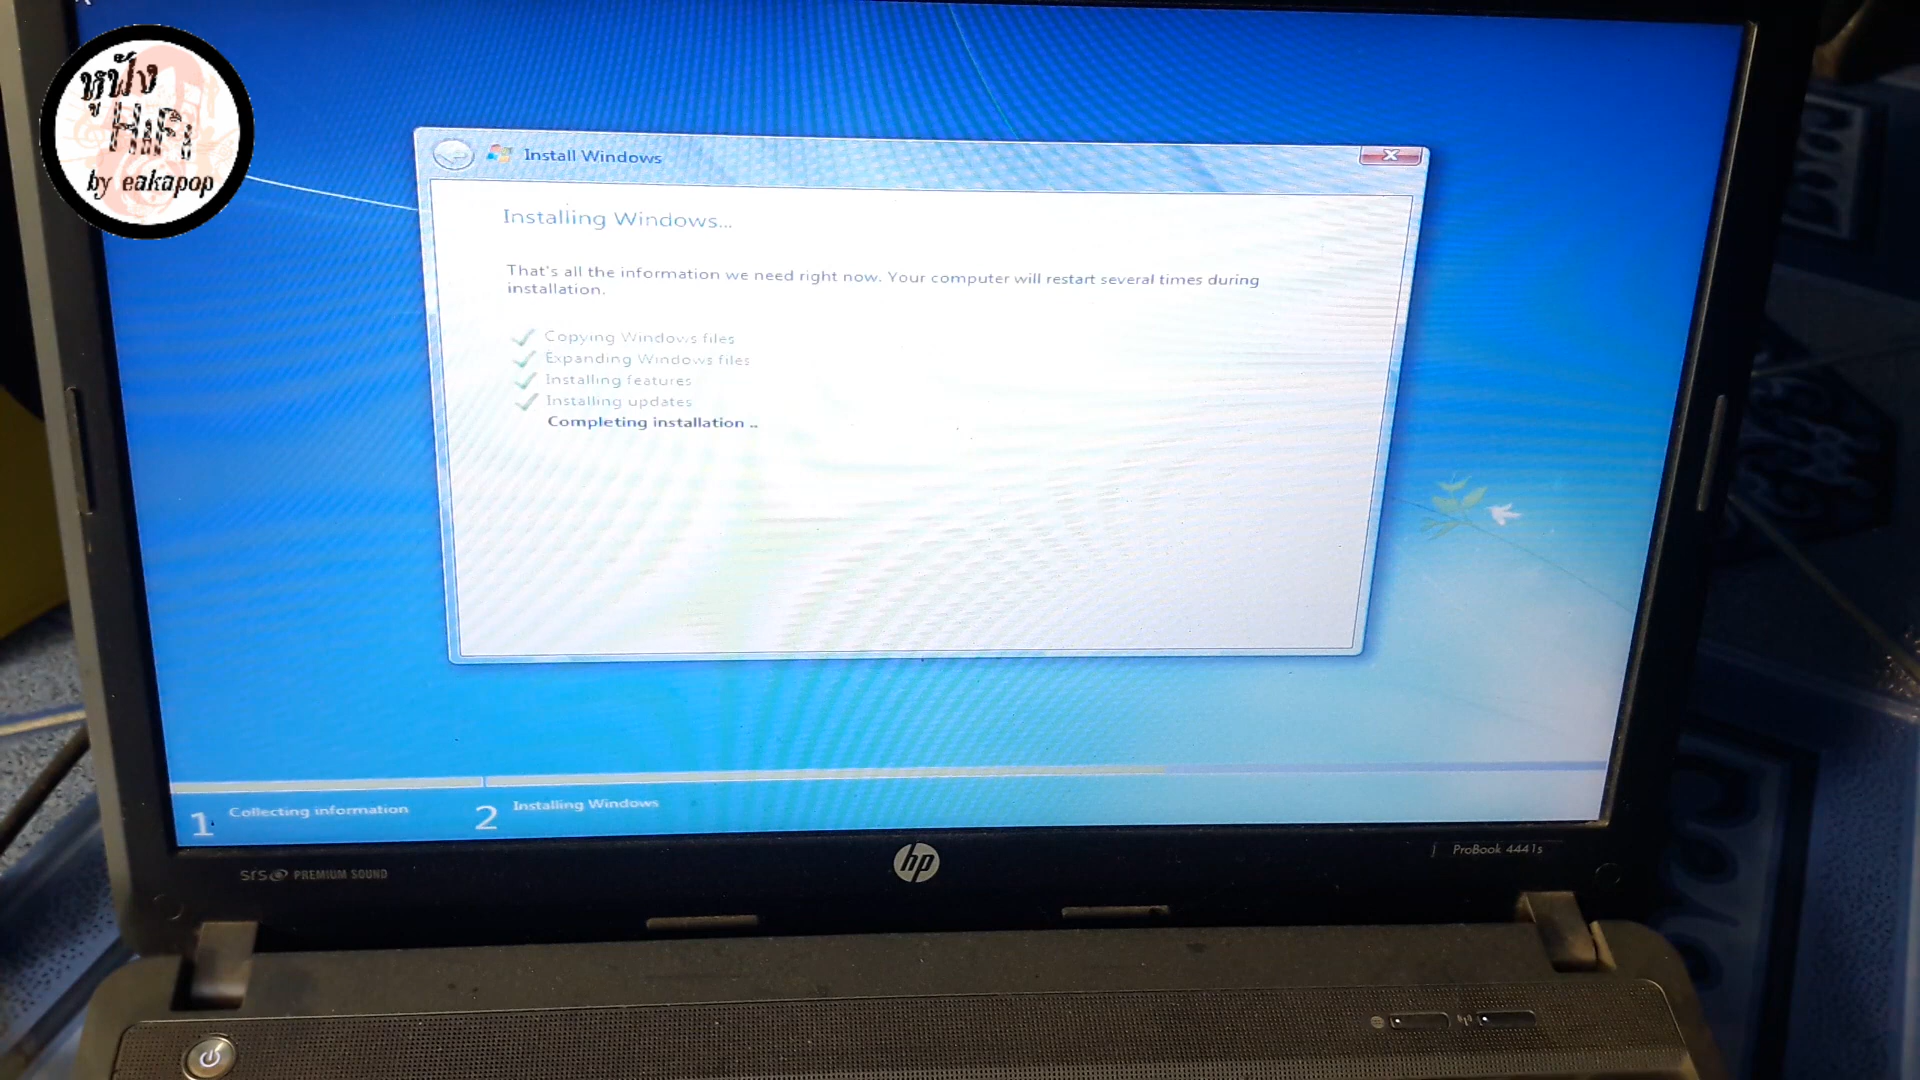 หูฟัง
HiFi
by eakapop
Install Windows
Installing Windows...
That's all the information we need right now. Your computer will restart several times during
installation.
Copying Windows files
Expanding Windows files
Installing features
Installing updates
Completing installation ..
1 Collecting information
2 Installing Windows
srs PREMIUM SOUND
hp
ProBook 4441s